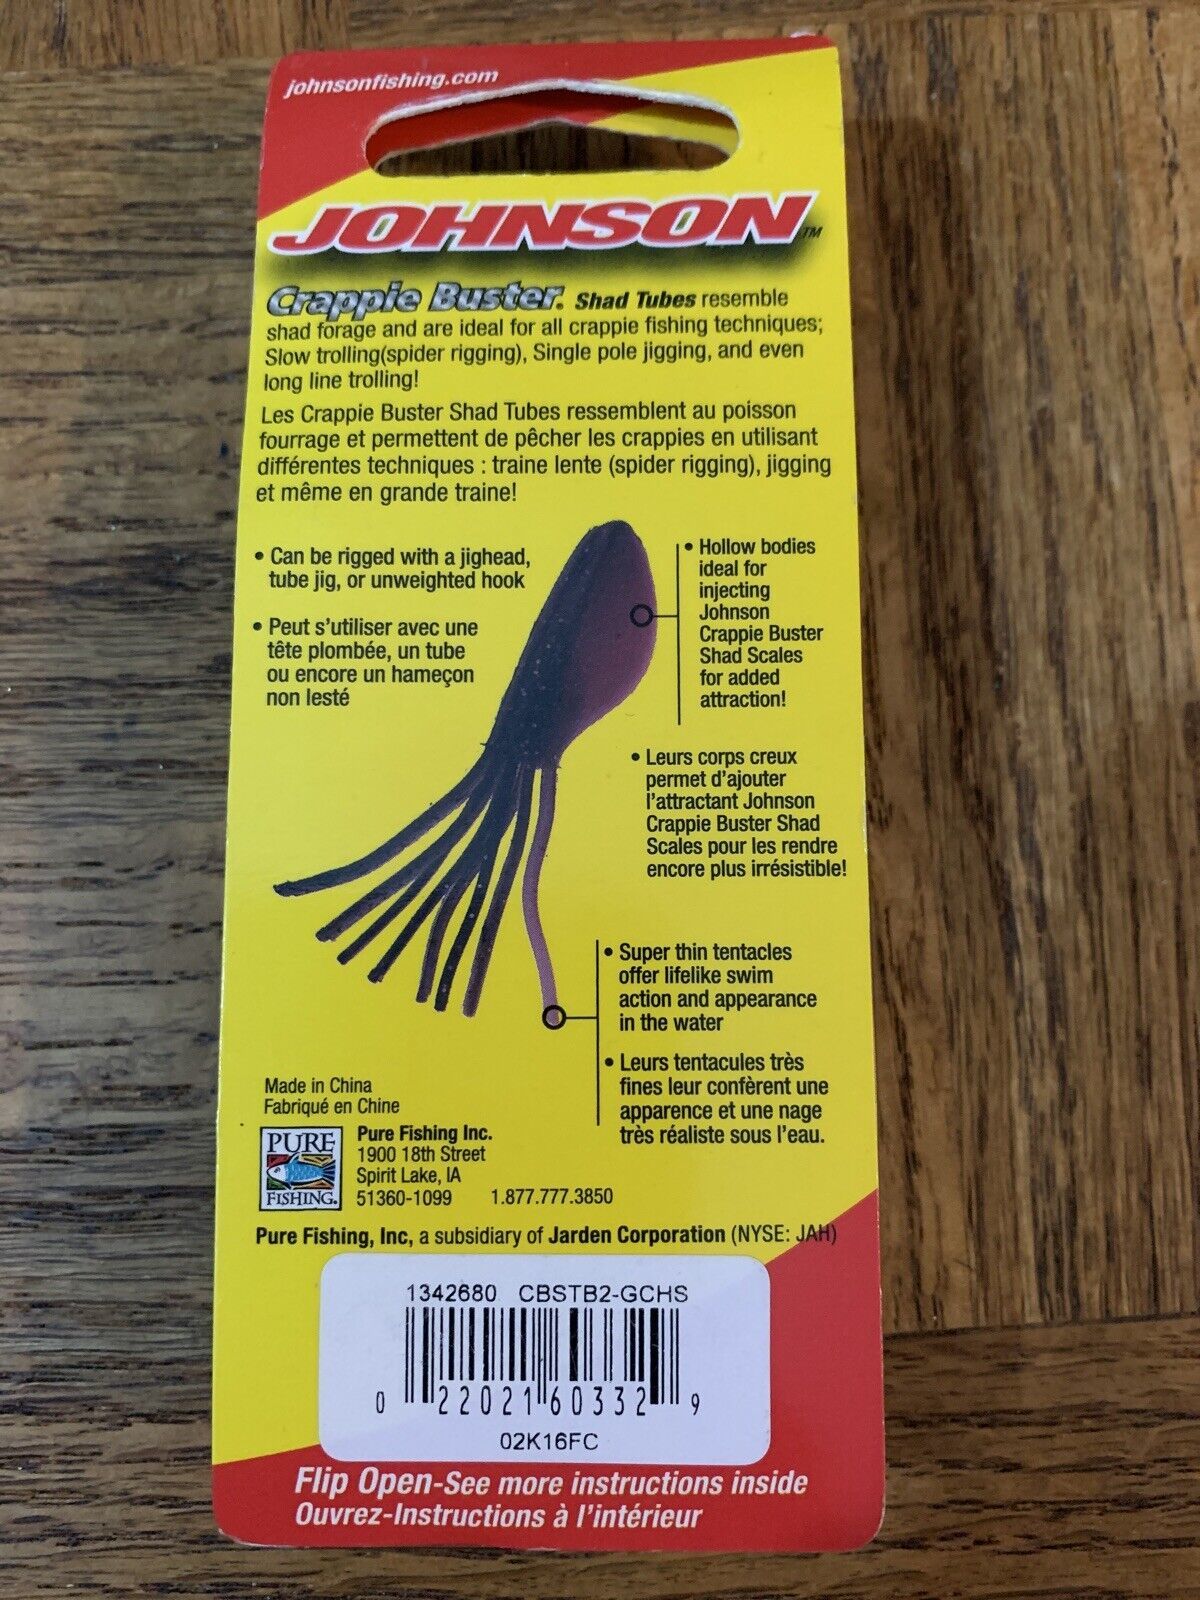 johnsonfishing.com
JOHNSON™
Crappie Buster® Shad Tubes resemble
shad forage and are ideal for all crappie fishing techniques;
Slow trolling(spider rigging), Single pole jigging, and even
long line trolling!
Les Crappie Buster Shad Tubes ressemblent au poisson
fourrage et permettent de pêcher les crappies en utilisant
différentes techniques : traine lente (spider rigging), jigging
et même en grande traine!
• Can be rigged with a jighead,
tube jig, or unweighted hook
• Peut s'utiliser avec une
tête plombée, un tube
ou encore un hameçon
non lesté
• Hollow bodies
ideal for
injecting
Johnson
Crappie Buster
Shad Scales
for added
attraction!
• Leurs corps creux
permet d'ajouter
l'attractant Johnson
Crappie Buster Shad
Scales pour les rendre
encore plus irrésistible!
• Super thin tentacles
offer lifelike swim
action and appearance
in the water
• Leurs tentacules très
fines leur confèrent une
apparence et une nage
très réaliste sous l'eau.
Made in China
Fabriqué en Chine
PURE
FISHING®
Pure Fishing Inc.
1900 18th Street
Spirit Lake, IA
51360-1099 1.877.777.3850
Pure Fishing, Inc, a subsidiary of Jarden Corporation (NYSE: JAH)
1342680 CBSTB2-GCHS
0 22021 60332 9
02K16FC
Flip Open-See more instructions inside
Ouvrez-Instructions à l'intérieur